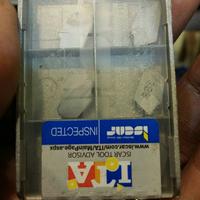 ITA
ISCAR TOOL ADVISOR
www.iscar.com/ITA/MainPage.aspx
iscar INSPECTED